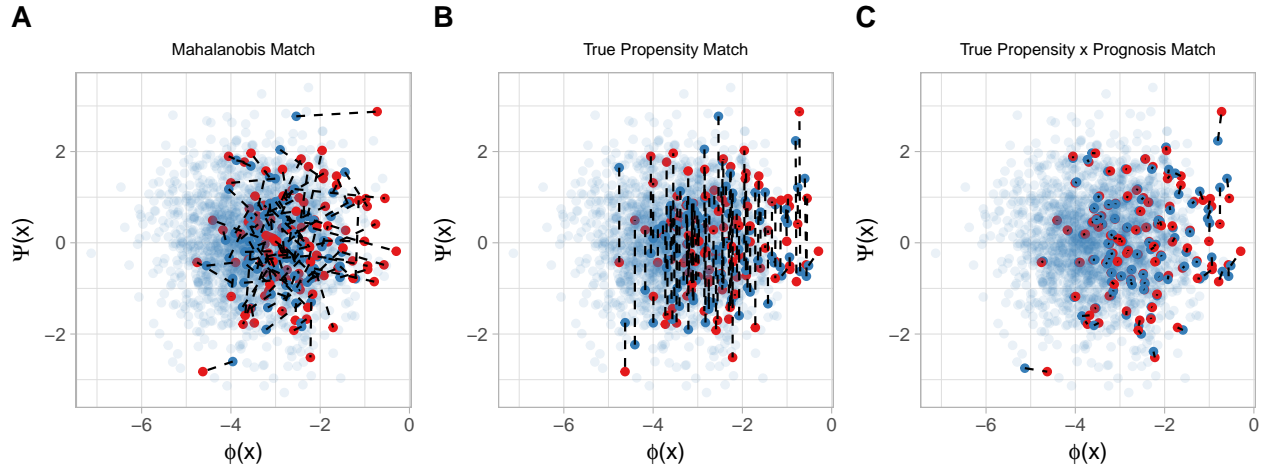 A
B
C
Mahalanobis Match
True Propensity Match
True Propensity x Prognosis Match
Ψ(x)
2
0
−2
−6
−4
−2
0
ϕ(x)
Ψ(x)
2
0
−2
−6
−4
−2
0
ϕ(x)
Ψ(x)
2
0
−2
−6
−4
−2
0
ϕ(x)